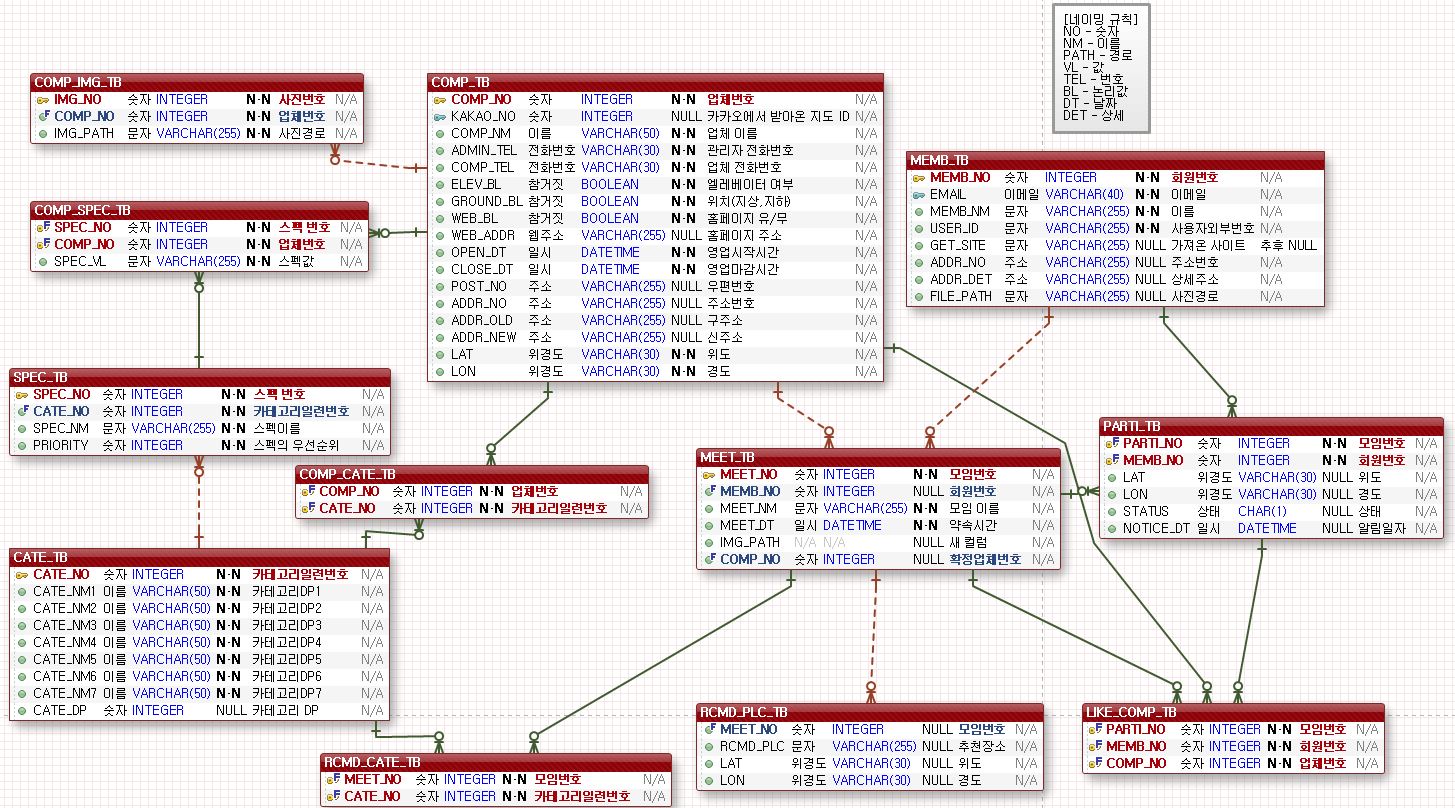 [네이밍 규칙]
NO - 숫자
NM - 이름
PATH - 경로
VL - 값
TEL - 번호
BL - 논리값
DT - 날짜
DET - 상세
COMP_IMG_TB
IMG_NO 숫자 INTEGER N-N 사진번호 N/A
COMP_NO 숫자 INTEGER N-N 업체번호 N/A
IMG_PATH 문자 VARCHAR(255) N-N 사진경로 N/A
COMP_TB
COMP_NO 숫자 INTEGER N-N 업체번호 N/A
KAKAO_NO 숫자 INTEGER NULL 카카오에서 받아온 지도 ID N/A
COMP_NM 이름 VARCHAR(50) N-N 업체 이름 N/A
ADMIN_TEL 전화번호 VARCHAR(30) N-N 관리자 전화번호 N/A
COMP_TEL 전화번호 VARCHAR(30) N-N 업체 전화번호 N/A
ELEV_BL 참거짓 BOOLEAN N-N 엘레베이터 여부 N/A
GROUND_BL 참거짓 BOOLEAN N-N 위치(지상,지하) N/A
WEB_BL 참거짓 BOOLEAN N-N 홈페이지 유/무 N/A
WEB_ADDR 웹주소 VARCHAR(255) NULL 홈페이지 주소 N/A
OPEN_DT 일시 DATETIME N-N 영업시작시간 N/A
CLOSE_DT 일시 DATETIME N-N 영업마감시간 N/A
POST_NO 주소 VARCHAR(255) NULL 우편번호 N/A
ADDR_NO 주소 VARCHAR(255) NULL 주소번호 N/A
ADDR_OLD 주소 VARCHAR(255) NULL 구주소 N/A
ADDR_NEW 주소 VARCHAR(255) NULL 신주소 N/A
LAT 위경도 VARCHAR(30) N-N 위도 N/A
LON 위경도 VARCHAR(30) N-N 경도 N/A
MEMB_TB
MEMB_NO 숫자 INTEGER N-N 회원번호 N/A
EMAIL 이메일 VARCHAR(40) N-N 이메일 N/A
MEMB_NM 문자 VARCHAR(255) N-N 이름 N/A
USER_ID 문자 VARCHAR(255) N-N 사용자외부번호 N/A
GET_SITE 문자 VARCHAR(255) NULL 가져온 사이트 추후 NULL
ADDR_NO 주소 VARCHAR(255) NULL 주소번호 N/A
ADDR_DET 주소 VARCHAR(255) NULL 상세주소 N/A
FILE_PATH 문자 VARCHAR(255) NULL 사진경로 N/A
COMP_SPEC_TB
SPEC_NO 숫자 INTEGER N-N 스펙 번호 N/A
COMP_NO 숫자 INTEGER N-N 업체번호 N/A
SPEC_VL 문자 VARCHAR(255) N-N 스펙값 N/A
SPEC_TB
SPEC_NO 숫자 INTEGER N-N 스펙 번호 N/A
CATE_NO 숫자 INTEGER N-N 카테고리일련번호 N/A
SPEC_NM 문자 VARCHAR(255) N-N 스펙이름 N/A
PRIORITY 숫자 INTEGER N-N 스펙의 우선순위 N/A
COMP_CATE_TB
COMP_NO 숫자 INTEGER N-N 업체번호 N/A
CATE_NO 숫자 INTEGER N-N 카테고리일련번호 N/A
MEET_TB
MEET_NO 숫자 INTEGER N-N 모임번호 N/A
MEMB_NO 숫자 INTEGER NULL 회원번호 N/A
MEET_NM 문자 VARCHAR(255) N-N 모임 이름 N/A
MEET_DT 일시 DATETIME N-N 약속시간 N/A
IMG_PATH N/A N/A NULL 새 컬럼 N/A
COMP_NO 숫자 INTEGER NULL 확정업체번호 N/A
PARTI_TB
PARTI_NO 숫자 INTEGER N-N 모임번호 N/A
MEMB_NO 숫자 INTEGER N-N 회원번호 N/A
LAT 위경도 VARCHAR(30) NULL 위도 N/A
LON 위경도 VARCHAR(30) NULL 경도 N/A
STATUS 상태 CHAR(1) NULL 상태 N/A
NOTICE_DT 일시 DATETIME NULL 알림일자 N/A
CATE_TB
CATE_NO 숫자 INTEGER N-N 카테고리일련번호 N/A
CATE_NM1 이름 VARCHAR(50) N-N 카테고리DP1 N/A
CATE_NM2 이름 VARCHAR(50) N-N 카테고리DP2 N/A
CATE_NM3 이름 VARCHAR(50) N-N 카테고리DP3 N/A
CATE_NM4 이름 VARCHAR(50) N-N 카테고리DP4 N/A
CATE_NM5 이름 VARCHAR(50) N-N 카테고리DP5 N/A
CATE_NM6 이름 VARCHAR(50) N-N 카테고리DP6 N/A
CATE_NM7 이름 VARCHAR(50) N-N 카테고리DP7 N/A
CATE_DP 숫자 INTEGER NULL 카테고리 DP N/A
RCMD_CATE_TB
MEET_NO 숫자 INTEGER N-N 모임번호 N/A
CATE_NO 숫자 INTEGER N-N 카테고리일련번호 N/A
RCMD_PLC_TB
MEET_NO 숫자 INTEGER NULL 모임번호 N/A
RCMD_PLC 문자 VARCHAR(255) NULL 추천장소 N/A
LAT 위경도 VARCHAR(30) NULL 위도 N/A
LON 위경도 VARCHAR(30) NULL 경도 N/A
LIKE_COMP_TB
PARTI_NO 숫자 INTEGER N-N 모임번호 N/A
MEMB_NO 숫자 INTEGER N-N 회원번호 N/A
COMP_NO 숫자 INTEGER N-N 업체번호 N/A